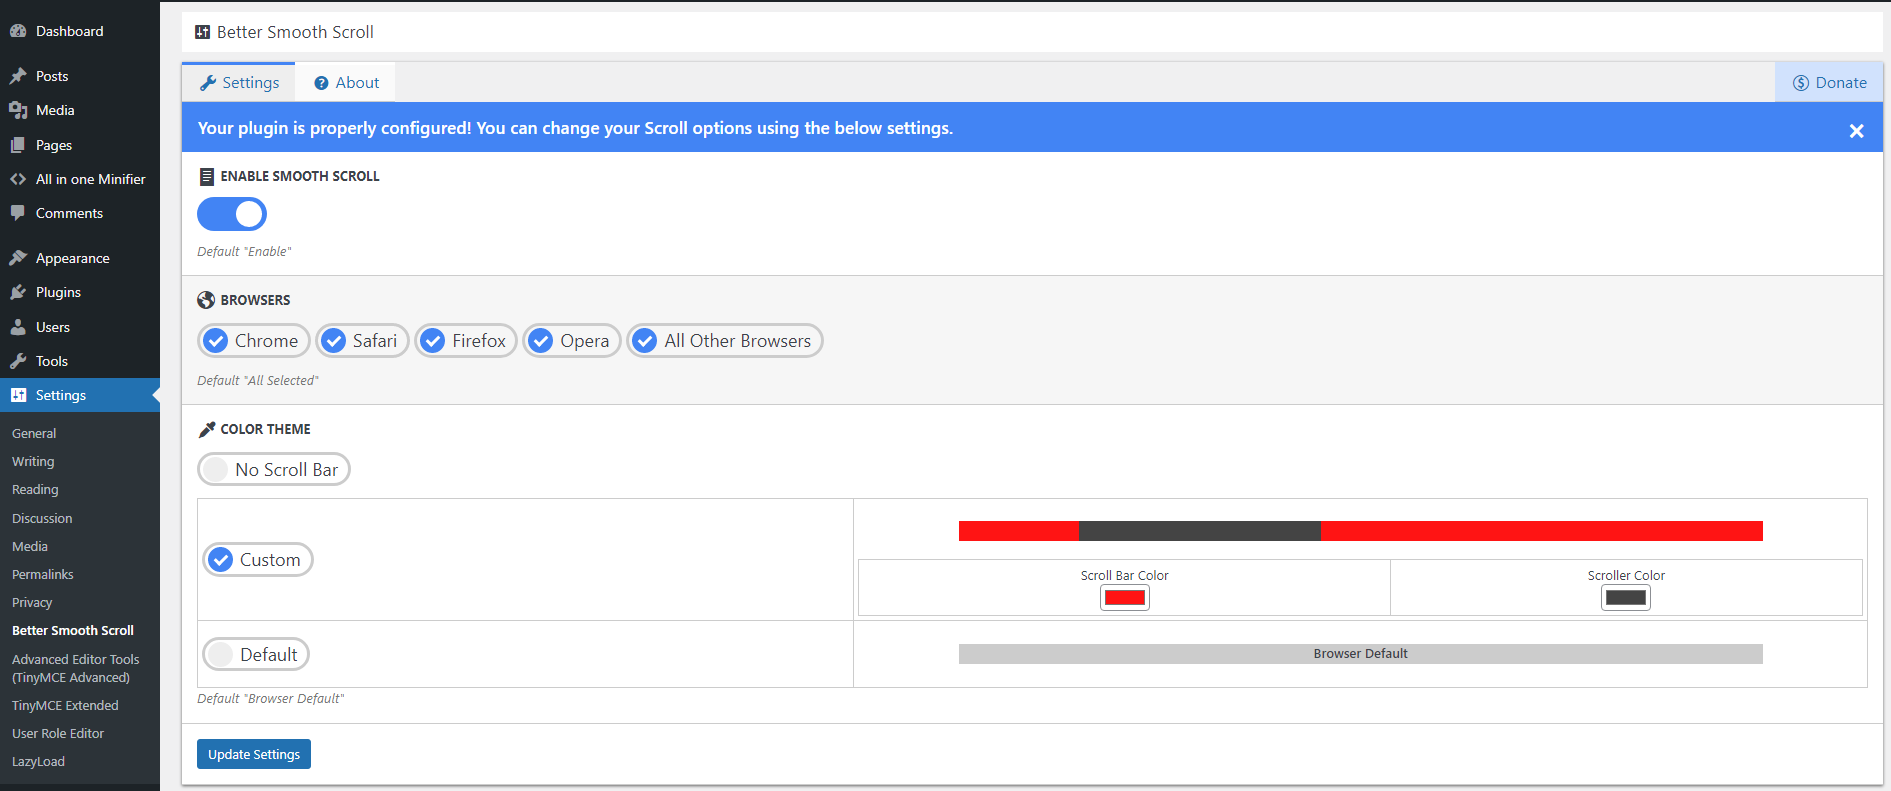 Dashboard
Posts
Media
Pages
All in one Minifier
Comments
Appearance
Plugins
Users
Tools
Settings
General
Writing
Reading
Discussion
Media
Permalinks
Privacy
Better Smooth Scroll
Advanced Editor Tools
(TinyMCE Advanced)
TinyMCE Extended
User Role Editor
LazyLoad
Better Smooth Scroll
Settings About Donate
Your plugin is properly configured! You can change your Scroll options using the below settings.
ENABLE SMOOTH SCROLL
Default "Enable"
BROWSERS
Chrome Safari Firefox Opera All Other Browsers
Default "All Selected"
COLOR THEME
No Scroll Bar
Custom
Scroll Bar Color Scroller Color
Default Browser Default
Default "Browser Default"
Update Settings